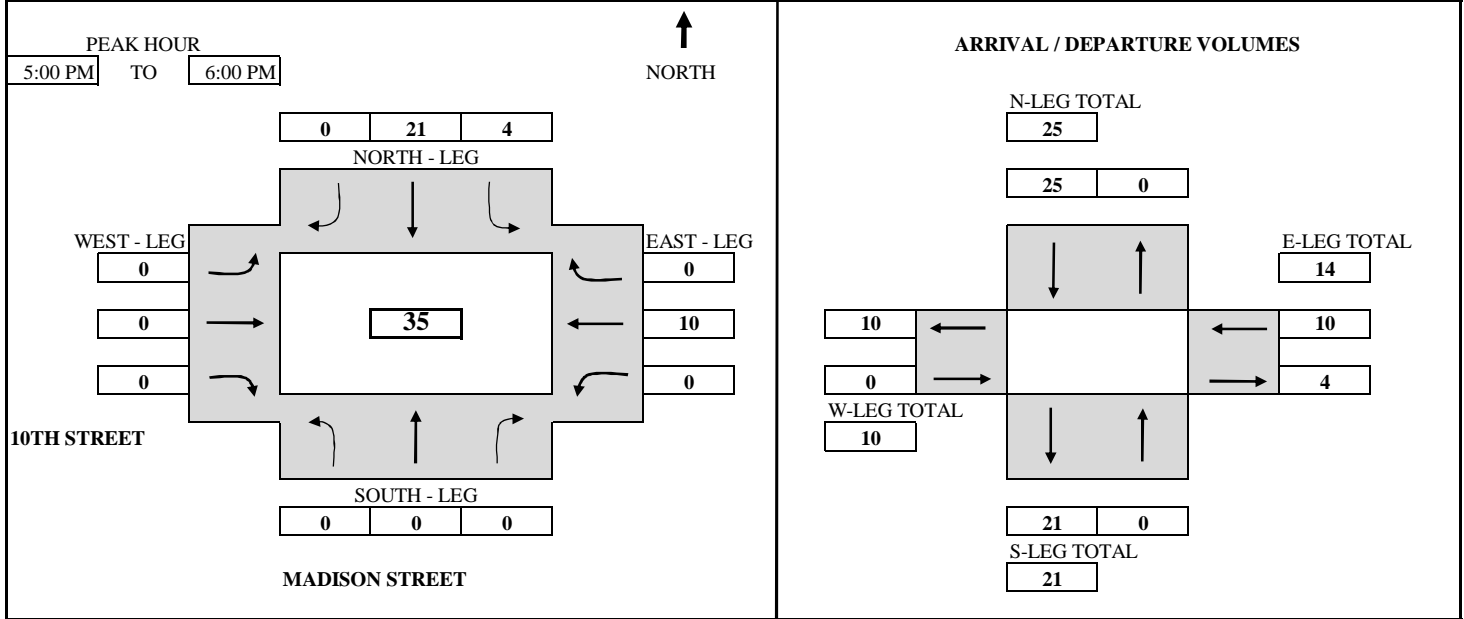 PEAK HOUR
5:00 PM TO 6:00 PM
NORTH
0 21 4
NORTH - LEG
WEST - LEG
EAST - LEG
0
0
0
35
10
0
0
10TH STREET
SOUTH - LEG
0 0 0
MADISON STREET
ARRIVAL / DEPARTURE VOLUMES
N-LEG TOTAL
25
25 0
E-LEG TOTAL
14
10
10
0
4
W-LEG TOTAL
10
21 0
S-LEG TOTAL
21